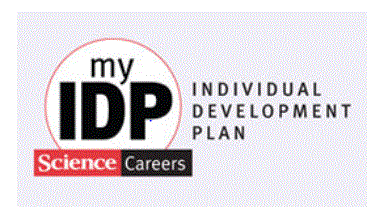 my
IDP
Science Careers
INDIVIDUAL
DEVELOPMENT
PLAN